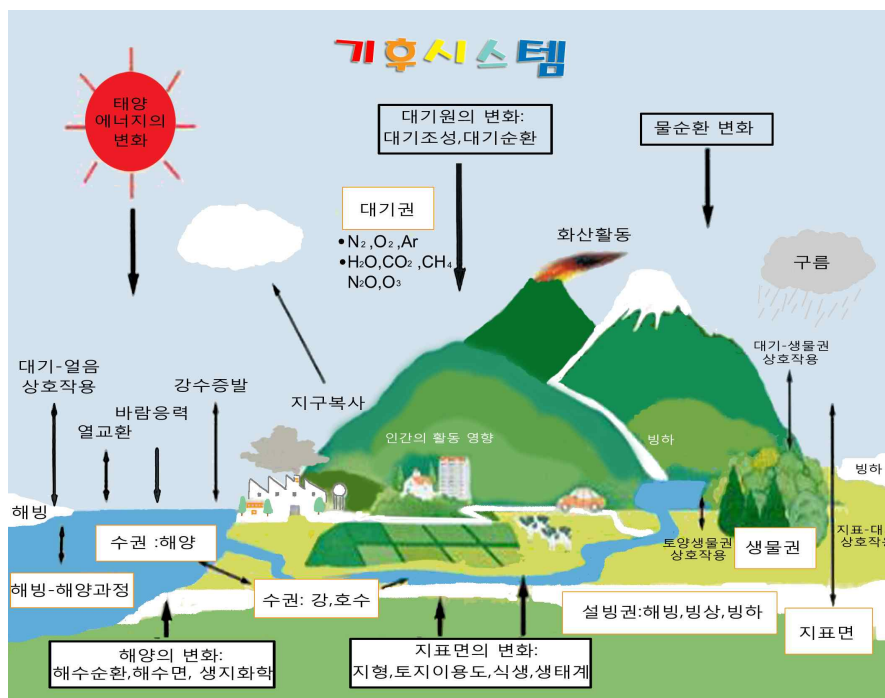 기후시스템
태양
에너지의
변화
대기원의 변화:
대기조성,대기순환
물순환 변화
대기권
•N₂,O₂,Ar
•H₂O,CO₂,CH₄
N₂O,O₃
화산활동
구름
대기-생물권
상호작용
대기-얼음
상호작용
열교환
바람응력
강수증발
지구복사
인간의 활동 영향
빙하
빙하
해빙
수권 :해양
해빙-해양과정
수권: 강,호수
토양생물권
상호작용
생물권
지표-대
상호작용
설빙권:해빙,빙상,빙하
지표면
해양의 변화:
해수순환,해수면, 생지화학
지표면의 변화:
지형,토지이용도,식생,생태계